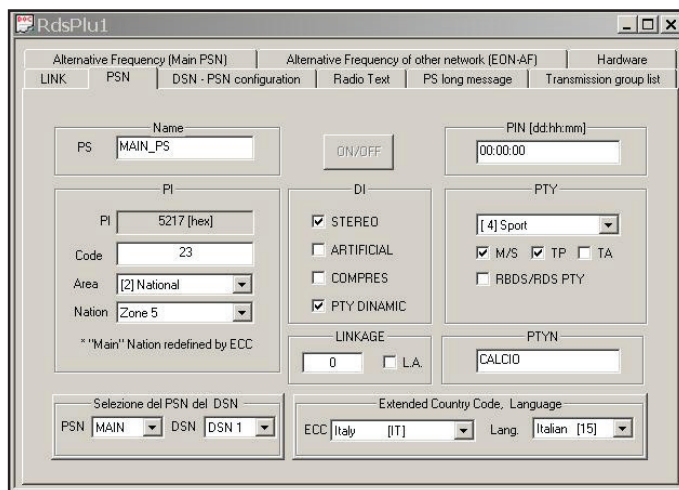 RdsPlu1
Alternative Frequency (Main PSN) Alternative Frequency of other network (EON-AF) Hardware
LINK PSN DSN - PSN configuration Radio Text PS long message Transmission group list
Name
PS MAIN_PS
ON/OFF
PIN [dd:hh:mm]
00:00:00
PI
PI 5217 [hex]
Code 23
Area [2] National
Nation Zone 5
* "Main" Nation redefined by ECC
DI
STEREO
ARTIFICIAL
COMPRES
PTY DINAMIC
PTY
[ 4] Sport
M/S TP TA
RBDS/RDS PTY
LINKAGE
0 L.A.
PTYN
CALCIO
Selezione del PSN del DSN
PSN MAIN DSN DSN 1
Extended Country Code, Language
ECC Italy [IT] Lang. Italian [15]